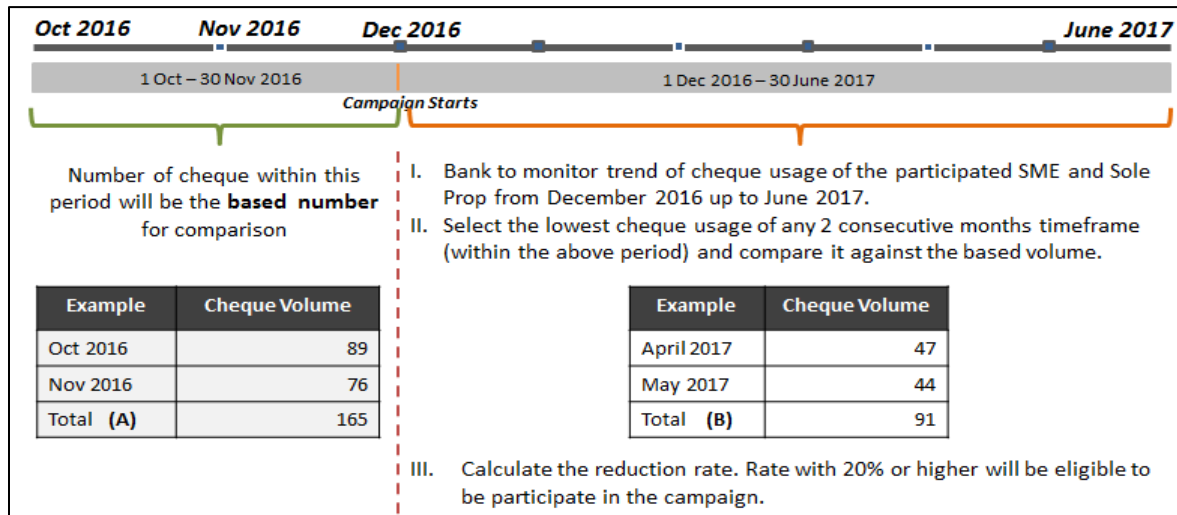 Oct 2016 Nov 2016 Dec 2016 June 2017
1 Oct – 30 Nov 2016 1 Dec 2016 – 30 June 2017
Campaign Starts
Number of cheque within this
period will be the based number
for comparison
Example Cheque Volume
Oct 2016 89
Nov 2016 76
Total (A) 165
I. Bank to monitor trend of cheque usage of the participated SME and Sole
Prop from December 2016 up to June 2017.
II. Select the lowest cheque usage of any 2 consecutive months timeframe
(within the above period) and compare it against the based volume.
Example Cheque Volume
April 2017 47
May 2017 44
Total (B) 91
III. Calculate the reduction rate. Rate with 20% or higher will be eligible to
be participate in the campaign.